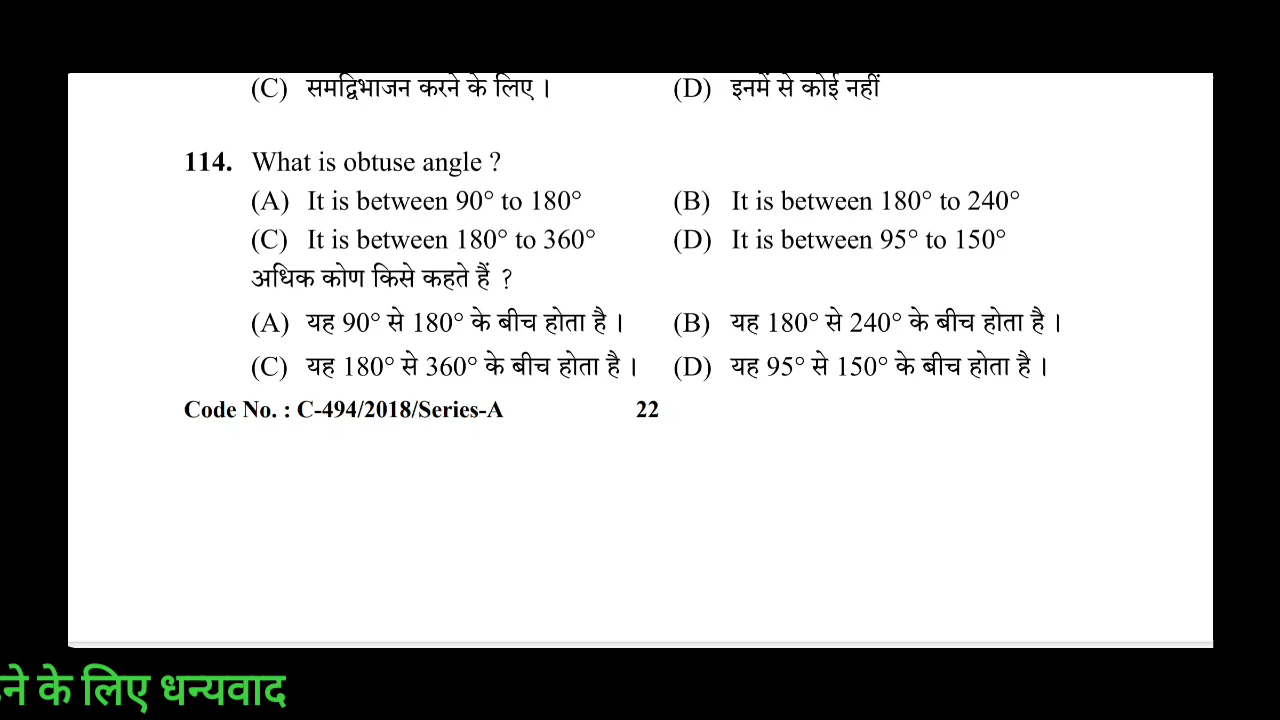 (C) समद्विभाजन करने के लिए । (D) इनमें से कोई नहीं
114. What is obtuse angle ?
(A) It is between 90° to 180° (B) It is between 180° to 240°
(C) It is between 180° to 360° (D) It is between 95° to 150°
अधिक कोण किसे कहते हैं ?
(A) यह 90° से 180° के बीच होता है । (B) यह 180° से 240° के बीच होता है ।
(C) यह 180° से 360° के बीच होता है । (D) यह 95° से 150° के बीच होता है ।
Code No. : C-494/2018/Series-A 22
के लिए धन्यवाद